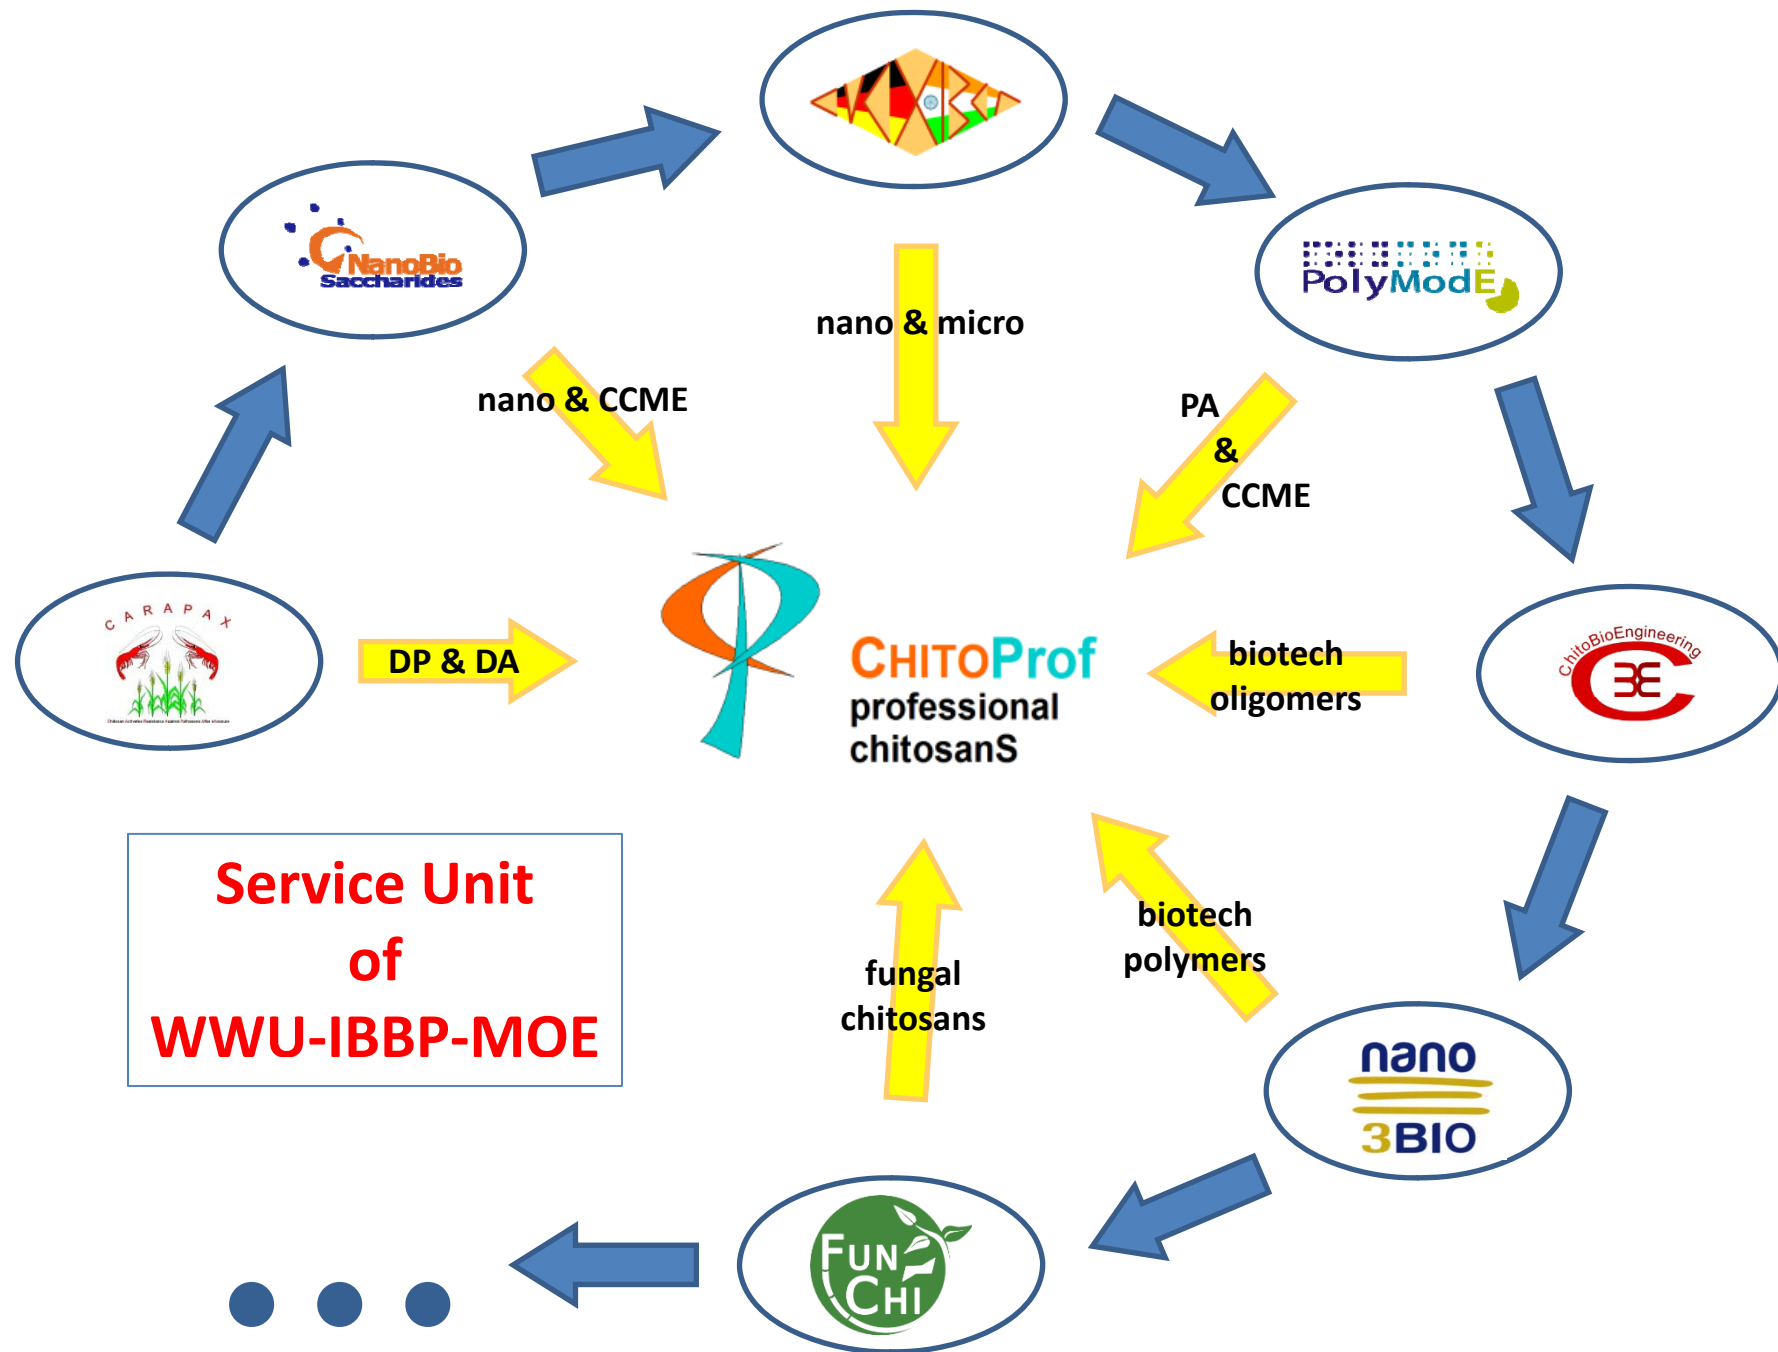 NanoBio
Saccharides
PolyModE
nano & micro
nano & CCME
PA
&
CCME
CARAPAX
DP & DA
CHITOProf
professional
chitosanS
biotech
oligomers
ChitoBioEngineering
Service Unit
of
WWU-IBBP-MOE
fungal
chitosans
biotech
polymers
nano
3BIO
FUN
CHI